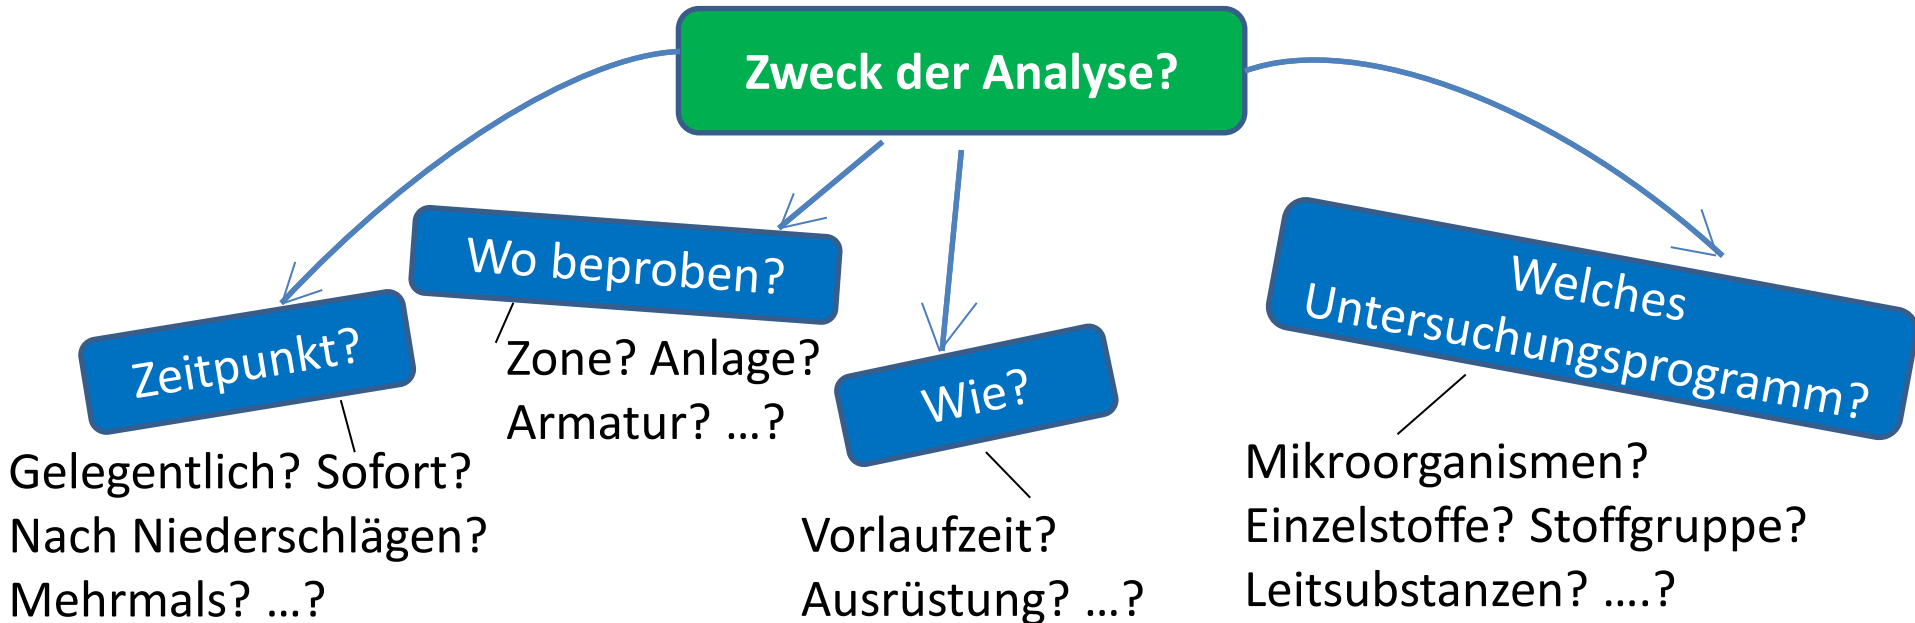 Zweck der Analyse?
Wo beproben?
Zone? Anlage?
Armatur? ...?
Zeitpunkt?
Gelegentlich? Sofort?
Nach Niederschlägen?
Mehrmals? ...?
Wie?
Vorlaufzeit?
Ausrüstung? ...?
Welches
Untersuchungsprogramm?
Mikroorganismen?
Einzelstoffe? Stoffgruppe?
Leitsubstanzen? ....?